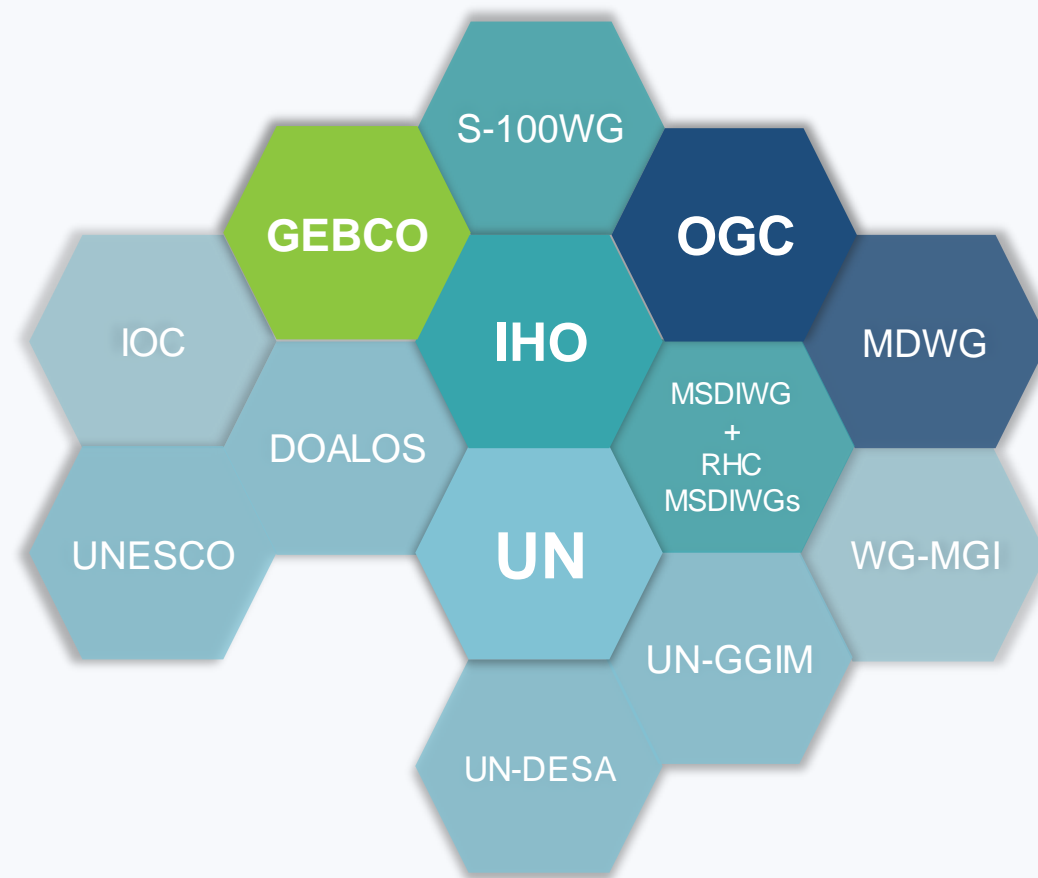 S-100WG
GEBCO
OGC
IOC
IHO
MDWG
MSDIWG
+
RHC
MSDIWGs
DOALOS
UNESCO
UN
WG-MGI
UN-GGIM
UN-DESA